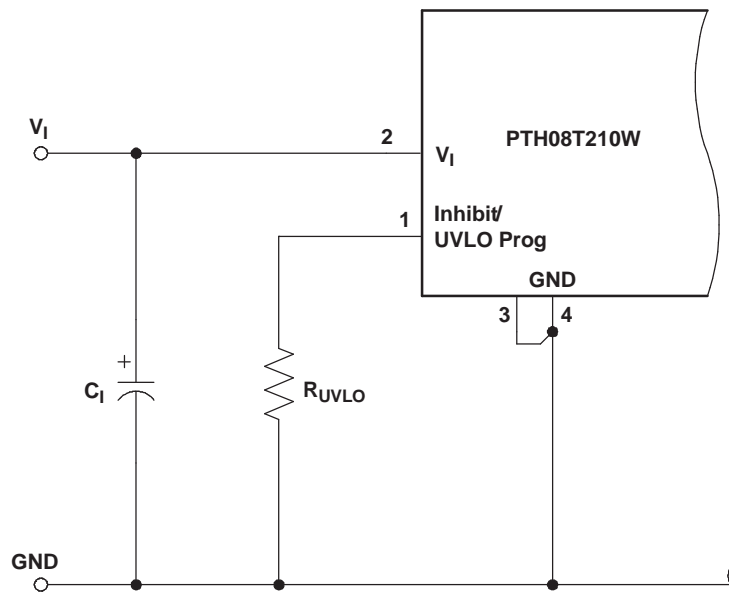 V_I
2
PTH08T210W
V_I
1
Inhibit/
UVLO Prog
GND
3
4
+
C_I
R_UVLO
GND